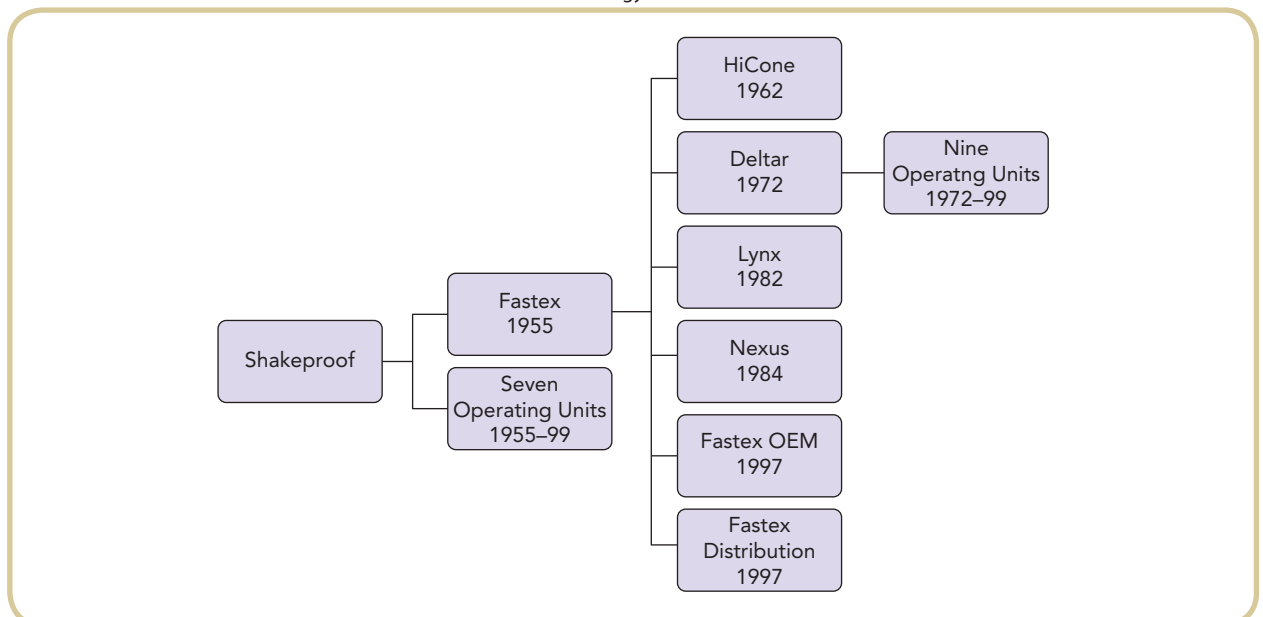 HiCone
1962
Deltar
1972
Nine
Operatng Units
1972–99
Lynx
1982
Fastex
1955
Shakeproof
Nexus
1984
Seven
Operating Units
1955–99
Fastex OEM
1997
Fastex
Distribution
1997